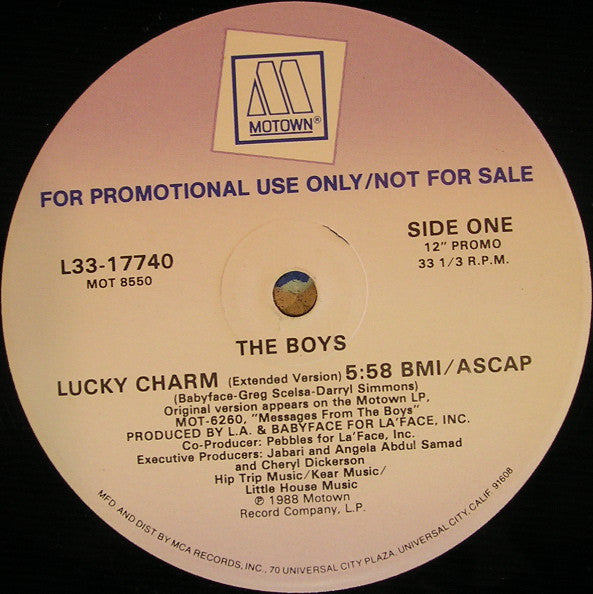 M
MOTOWN®
FOR PROMOTIONAL USE ONLY/NOT FOR SALE
L33-17740
MOT 8550
SIDE ONE
12" PROMO
33 1/3 R.P.M.
THE BOYS
LUCKY CHARM (Extended Version) 5:58 BMI/ASCAP
(Babyface-Greg Scelsa-Darryl Simmons)
Original version appears on the Motown LP,
MOT-6260, "Messages From The Boys"
PRODUCED BY L.A. & BABYFACE FOR LA'FACE, INC.
Co-Producer: Pebbles for La'Face, Inc.
Executive Producers: Jabari and Angela Abdul Samad
and Cheryl Dickerson
Hip Trip Music/Kear Music/
Little House Music
℗ 1988 Motown
Record Company, L.P.
MFD. AND DIST. BY MCA RECORDS, INC., 70 UNIVERSAL CITY PLAZA, UNIVERSAL CITY, CALIF. 91608